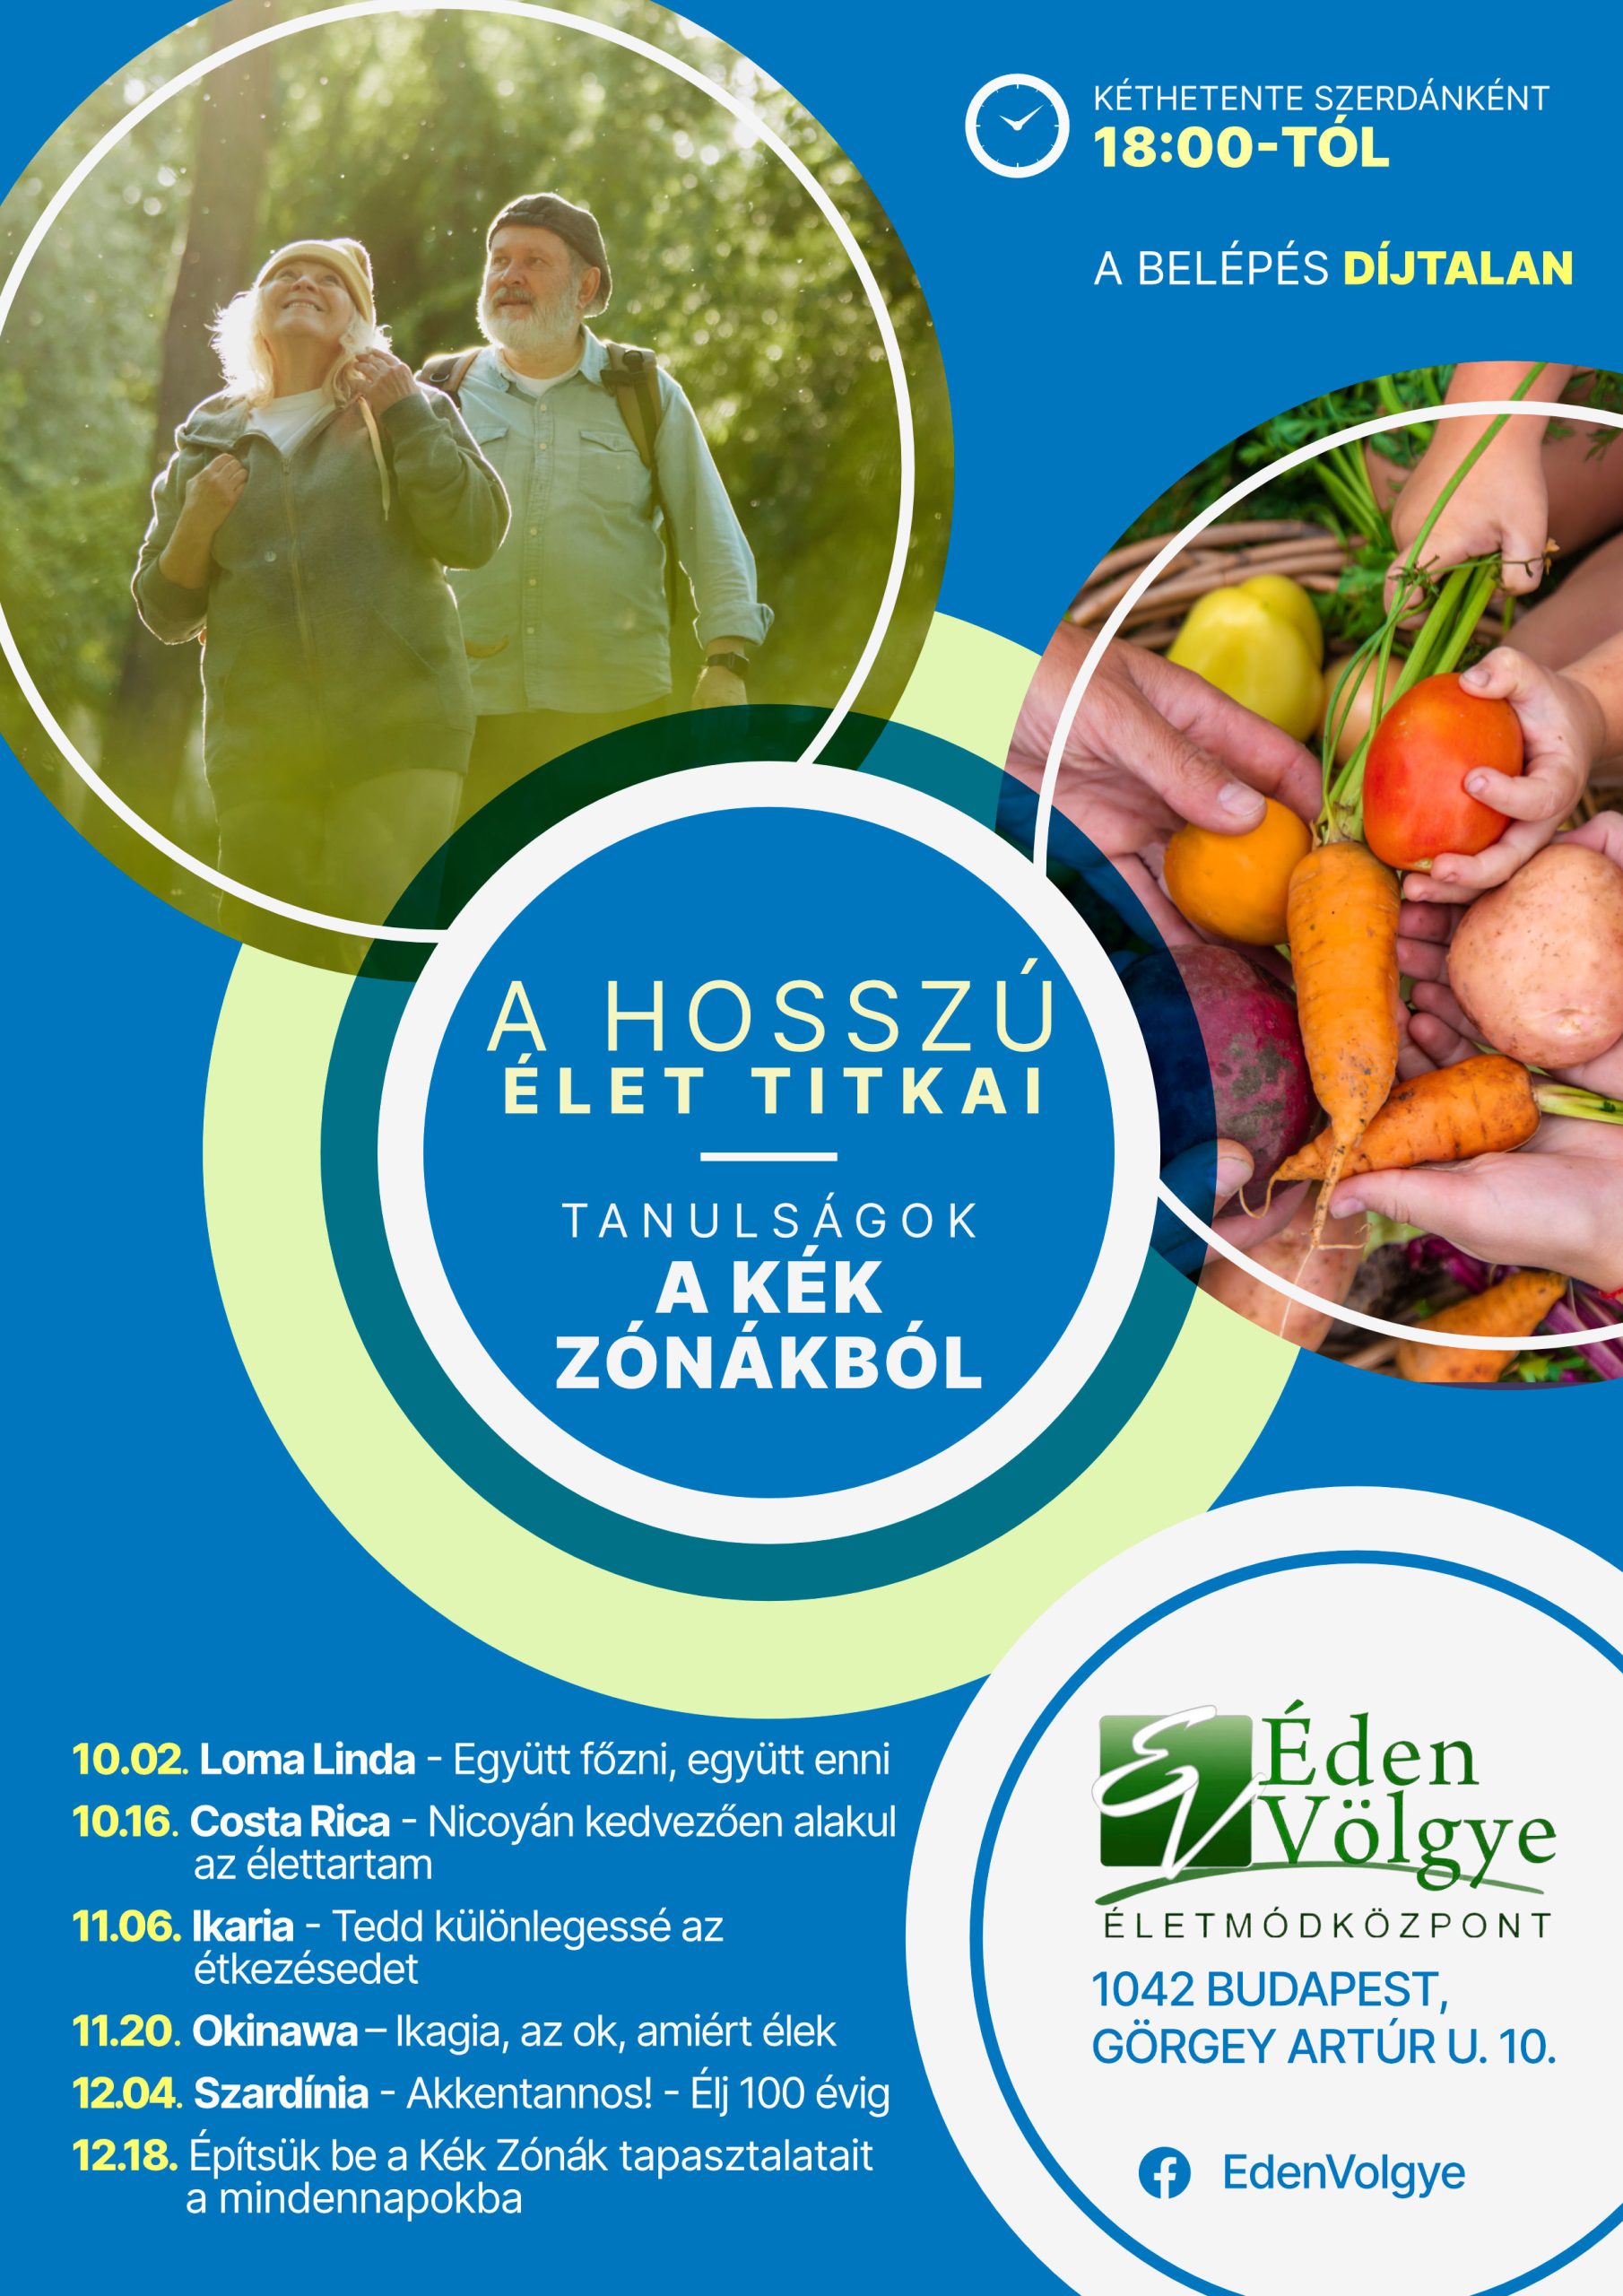 KÉTHETENTE SZERDÁNKÉNT
18:00-TÓL
A BELÉPÉS DÍJTALAN
A HOSSZÚ
ÉLET TITKAI
TANULSÁGOK
A KÉK
ZÓNÁKBÓL
10.02. Loma Linda - Együtt főzni, együtt enni
10.16. Costa Rica - Nicoyán kedvezően alakul
az élettartam
11.06. Ikaria - Tedd különlegessé az
étkezésedet
11.20. Okinawa – Ikagia, az ok, amiért élek
12.04. Szardínia - Akkentannos! - Élj 100 évig
12.18. Építsük be a Kék Zónák tapasztalatait
a mindennapokba
EV Éden
Völgye
ÉLETMÓDKÖZPONT
1042 BUDAPEST,
GÖRGEY ARTÚR U. 10.
EdenVolgye